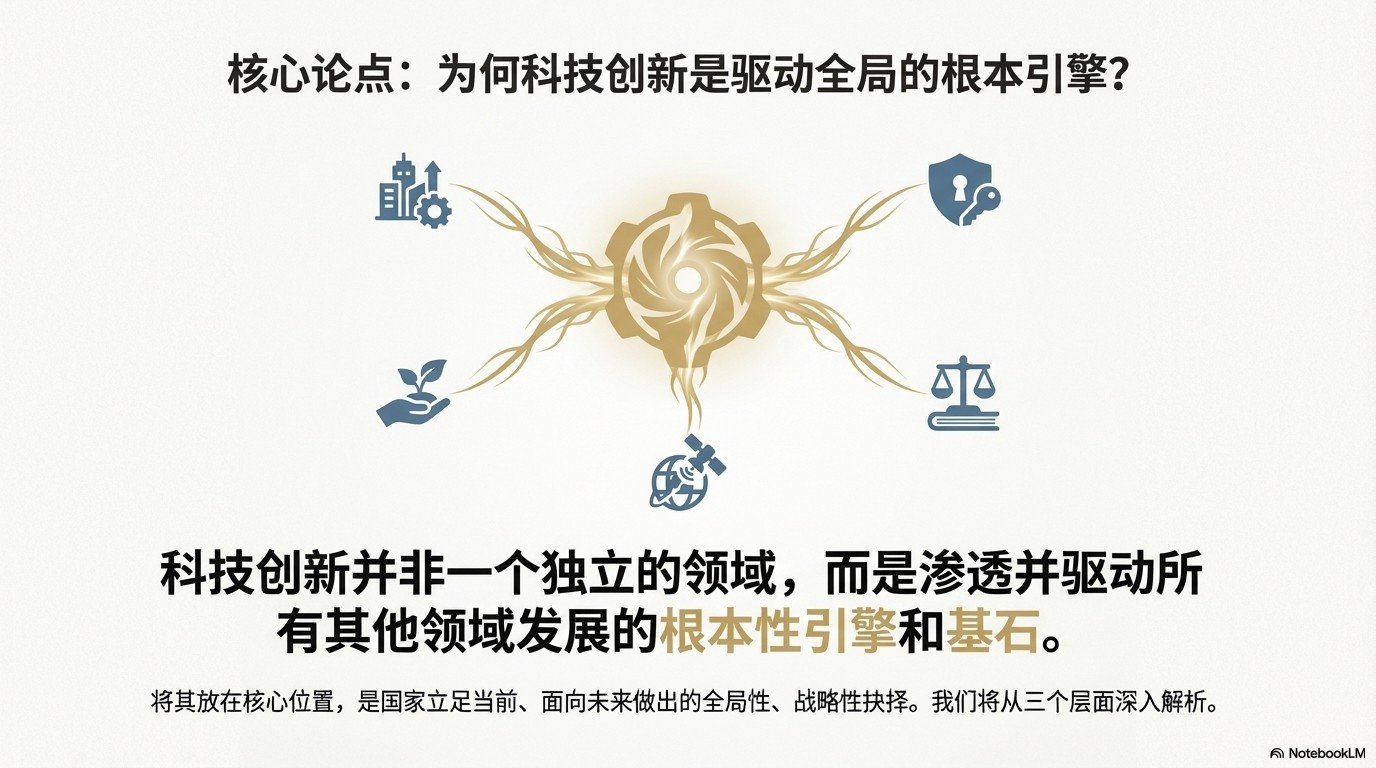 核心论点：为何科技创新是驱动全局的根本引擎？
科技创新并非一个独立的领域，而是渗透并驱动所
有其他领域发展的根本性引擎和基石。
将其放在核心位置，是国家立足当前、面向未来做出的全局性、战略性抉择。我们将从三个层面深入解析。
NotebookLM